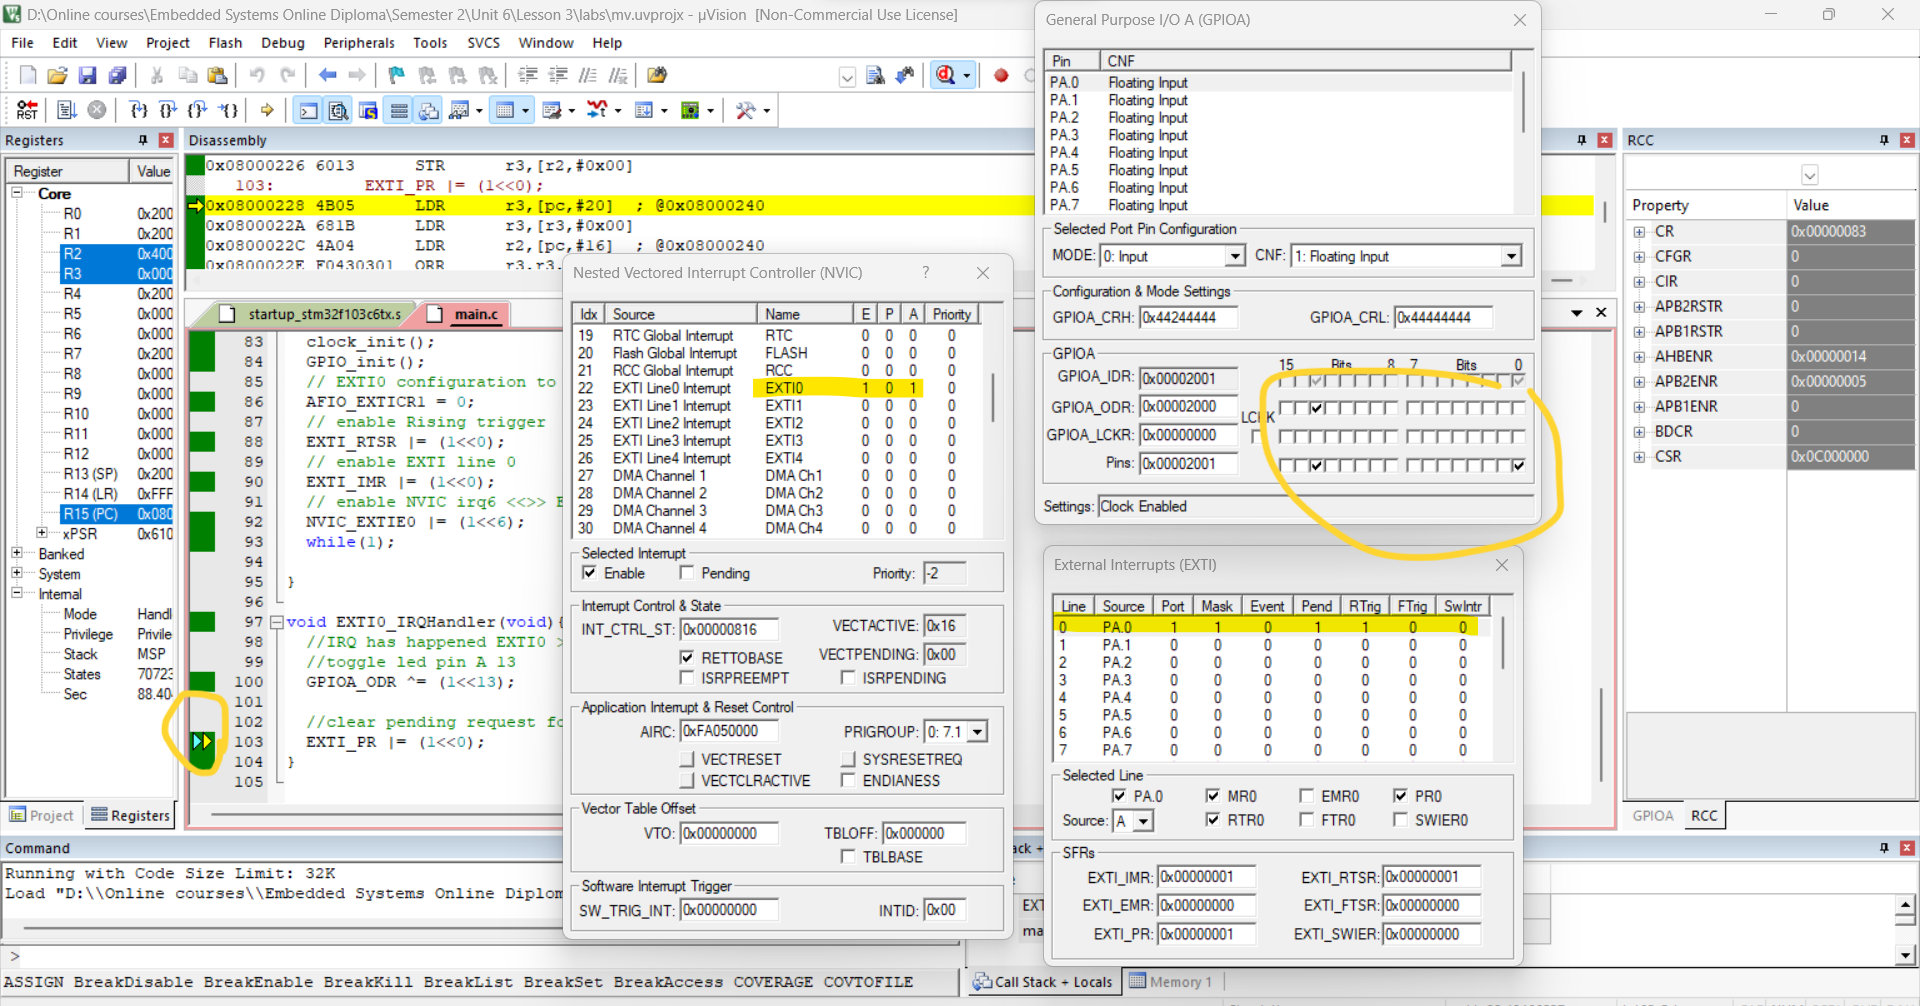 D:\Online courses\Embedded Systems Online Diploma\Semester 2\Unit 6\Lesson 3\labs\mv.uvprojx - µVision [Non-Commercial Use License]
File Edit View Project Flash Debug Peripherals Tools SVCS Window Help
RST
Registers
Register Value
Core
R0 0x200
R1 0x200
R2 0x400
R3 0x000
R4 0x200
R5 0x000
R6 0x000
R7 0x200
R8 0x000
R9 0x000
R10 0x000
R11 0x000
R12 0x000
R13 (SP) 0x200
R14 (LR) 0xFFF
R15 (PC) 0x080
xPSR 0x610
Banked
System
Internal
Mode Handl
Privilege Privile
Stack MSP
States 70723
Sec 88.40
Project Registers
Disassembly
0x08000226 6013 STR r3,[r2,#0x00]
103: EXTI_PR |= (1<<0);
0x08000228 4B05 LDR r3,[pc,#20] ; @0x08000240
0x0800022A 681B LDR r3,[r3,#0x00]
0x0800022C 4A04 LDR r2,[pc,#16] ; @0x08000240
0x0800022E F0430301 ORR r3,r3,
startup_stm32f103c6tx.s main.c
83 clock_init();
84 GPIO_init();
85 // EXTI0 configuration to
86 AFIO_EXTICR1 = 0;
87 // enable Rising trigger
88 EXTI_RTSR |= (1<<0);
89 // enable EXTI line 0
90 EXTI_IMR |= (1<<0);
91 // enable NVIC irq6 <<>> E
92 NVIC_EXTIE0 |= (1<<6);
93 while(1);
94
95 }
96
97 void EXTI0_IRQHandler(void){
98 //IRQ has happened EXTI0 >
99 //toggle led pin A 13
100 GPIOA_ODR ^= (1<<13);
101
102 //clear pending request fo
103 EXTI_PR |= (1<<0);
104 }
105
Nested Vectored Interrupt Controller (NVIC) ?
Idx Source Name E P A Priority
19 RTC Global Interrupt RTC 0 0 0 0
20 Flash Global Interrupt FLASH 0 0 0 0
21 RCC Global Interrupt RCC 0 0 0 0
22 EXTI Line0 Interrupt EXTI0 1 0 1 0
23 EXTI Line1 Interrupt EXTI1 0 0 0 0
24 EXTI Line2 Interrupt EXTI2 0 0 0 0
25 EXTI Line3 Interrupt EXTI3 0 0 0 0
26 EXTI Line4 Interrupt EXTI4 0 0 0 0
27 DMA Channel 1 DMA Ch1 0 0 0 0
28 DMA Channel 2 DMA Ch2 0 0 0 0
29 DMA Channel 3 DMA Ch3 0 0 0 0
30 DMA Channel 4 DMA Ch4 0 0 0 0
Selected Interrupt
Enable Pending Priority: -2
Interrupt Control & State
INT_CTRL_ST: 0x00000816 VECTACTIVE: 0x16
RETTOBASE VECTPENDING: 0x00
ISRPREEMPT ISRPENDING
Application Interrupt & Reset Control
AIRC: 0xFA050000 PRIGROUP: 0: 7.1
VECTRESET SYSRESETREQ
VECTCLRACTIVE ENDIANESS
Vector Table Offset
VTO: 0x00000000 TBLOFF: 0x000000
TBLBASE
Software Interrupt Trigger
SW_TRIG_INT: 0x00000000 INTID: 0x00
General Purpose I/O A (GPIOA)
Pin CNF
PA.0 Floating Input
PA.1 Floating Input
PA.2 Floating Input
PA.3 Floating Input
PA.4 Floating Input
PA.5 Floating Input
PA.6 Floating Input
PA.7 Floating Input
Selected Port Pin Configuration
MODE: 0: Input CNF: 1: Floating Input
Configuration & Mode Settings
GPIOA_CRH: 0x44244444 GPIOA_CRL: 0x44444444
GPIOA
15 Bits 8 7 Bits 0
GPIOA_IDR: 0x00002001
GPIOA_ODR: 0x00002000
LCKK
GPIOA_LCKR: 0x00000000
Pins: 0x00002001
Settings: Clock Enabled
External Interrupts (EXTI)
Line Source Port Mask Event Pend RTrig FTrig SwIntr
0 PA.0 1 1 0 1 1 0 0
1 PA.1 0 0 0 0 0 0 0
2 PA.2 0 0 0 0 0 0 0
3 PA.3 0 0 0 0 0 0 0
4 PA.4 0 0 0 0 0 0 0
5 PA.5 0 0 0 0 0 0 0
6 PA.6 0 0 0 0 0 0 0
7 PA.7 0 0 0 0 0 0 0
Selected Line
PA.0 MR0 EMR0 PR0
Source: A RTR0 FTR0 SWIER0
SFRs
EXTI_IMR: 0x00000001 EXTI_RTSR: 0x00000001
EXTI_EMR: 0x00000000 EXTI_FTSR: 0x00000000
EXTI_PR: 0x00000001 EXTI_SWIER: 0x00000000
RCC
Property Value
CR 0x00000083
CFGR 0
CIR 0
APB2RSTR 0
APB1RSTR 0
AHBENR 0x00000014
APB2ENR 0x00000005
APB1ENR 0
BDCR 0
CSR 0x0C000000
GPIOA RCC
Command
Running with Code Size Limit: 32K
Load "D:\\Online courses\\Embedded Systems Online Diplom
>
ASSIGN BreakDisable BreakEnable BreakKill BreakList BreakSet BreakAccess COVERAGE COVTOFILE
ack +
EXT
ma
Call Stack + Locals Memory 1